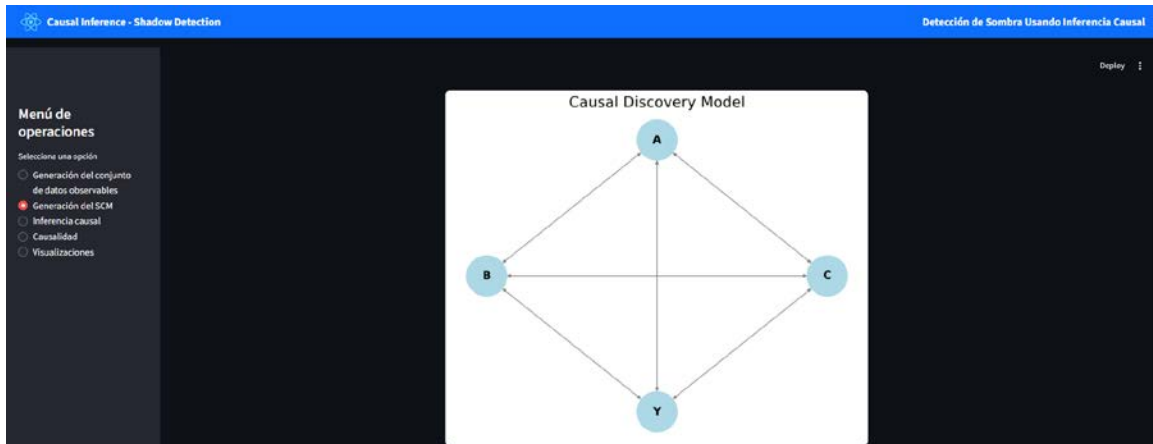 Causal Inference - Shadow Detection
Detección de Sombra Usando Inferencia Causal
Deploy
Menú de
operaciones
Seleccione una opción
Generación del conjunto
de datos observables
Generación del SCM
Inferencia causal
Causalidad
Visualizaciones
Causal Discovery Model
A
B
C
Y